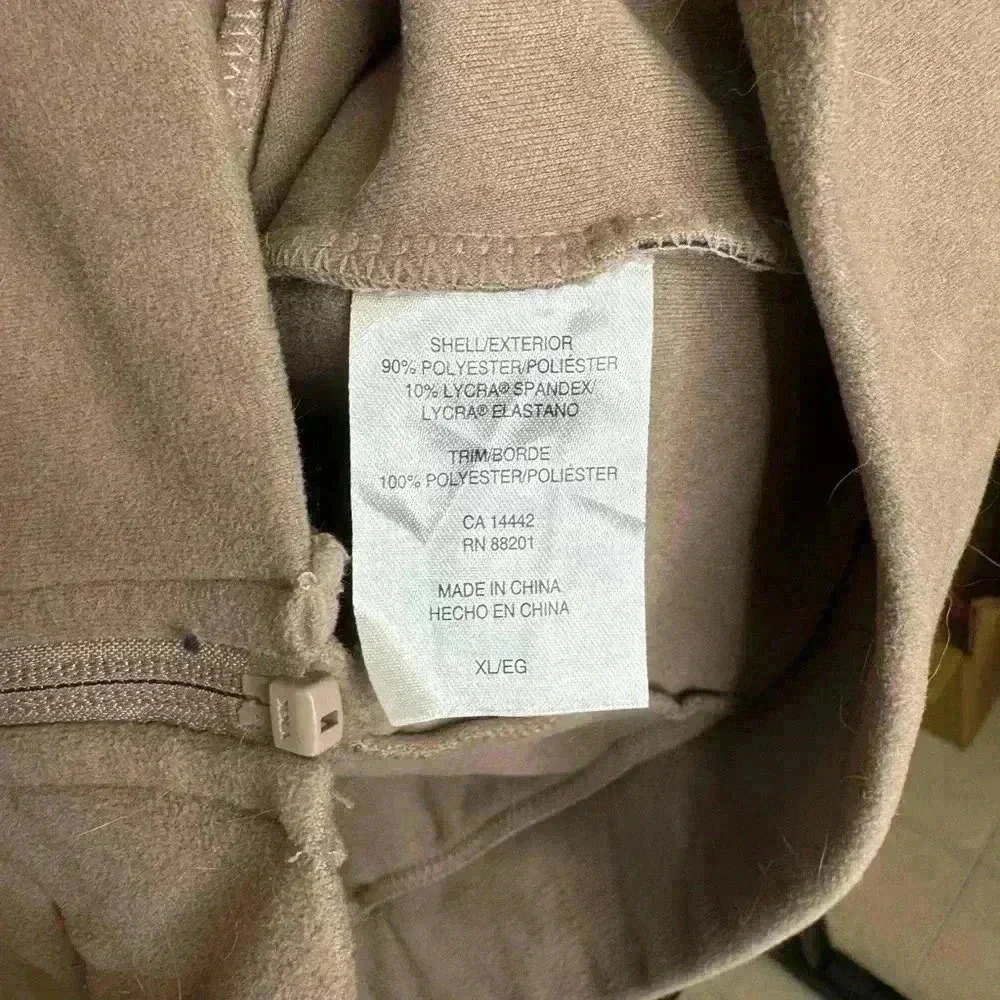 SHELL/EXTERIOR
90% POLYESTER/POLIÉSTER
10% LYCRA® SPANDEX/
LYCRA® ELASTANO
TRIM/BORDE
100% POLYESTER/POLIÉSTER
CA 14442
RN 88201
MADE IN CHINA
HECHO EN CHINA
XL/EG